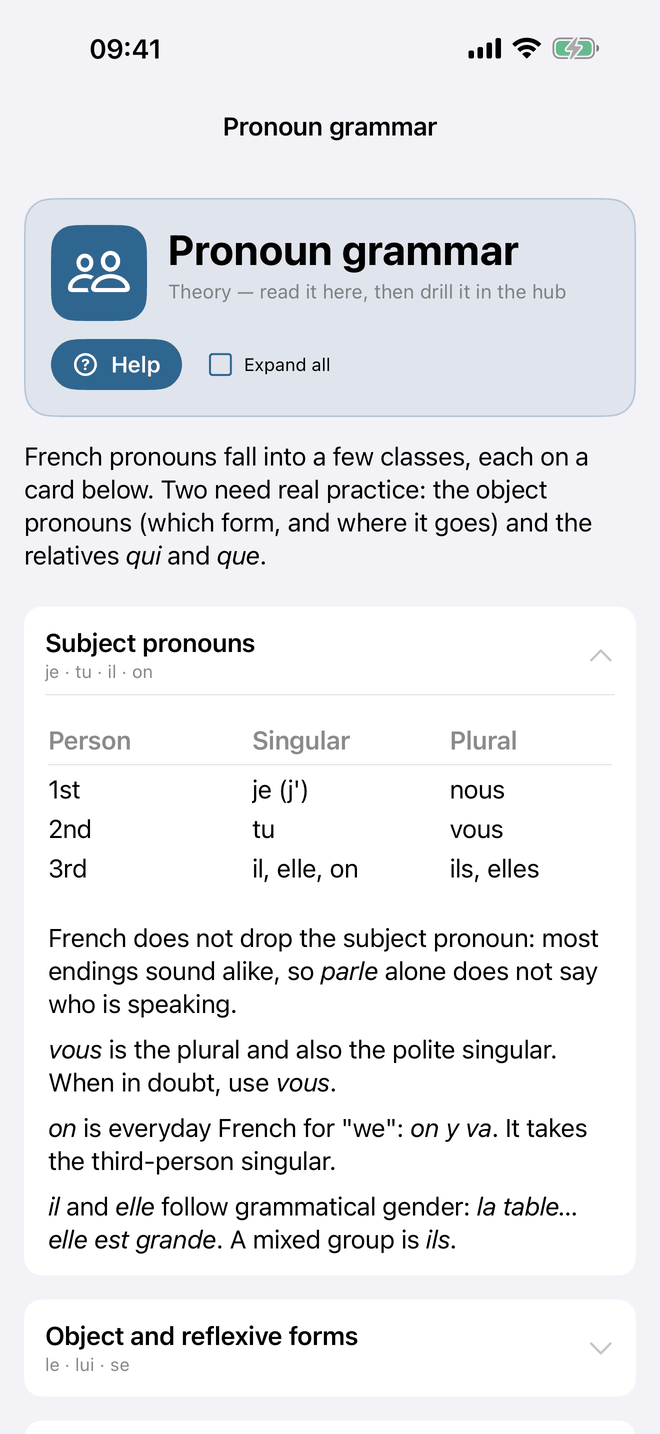 09:41
Pronoun grammar
Pronoun grammar
Theory — read it here, then drill it in the hub
Help
Expand all
French pronouns fall into a few classes, each on a
card below. Two need real practice: the object
pronouns (which form, and where it goes) and the
relatives qui and que.
Subject pronouns
je · tu · il · on
Person Singular Plural
1st je (j') nous
2nd tu vous
3rd il, elle, on ils, elles
French does not drop the subject pronoun: most
endings sound alike, so parle alone does not say
who is speaking.
vous is the plural and also the polite singular.
When in doubt, use vous.
on is everyday French for "we": on y va. It takes
the third-person singular.
il and elle follow grammatical gender: la table...
elle est grande. A mixed group is ils.
Object and reflexive forms
le · lui · se